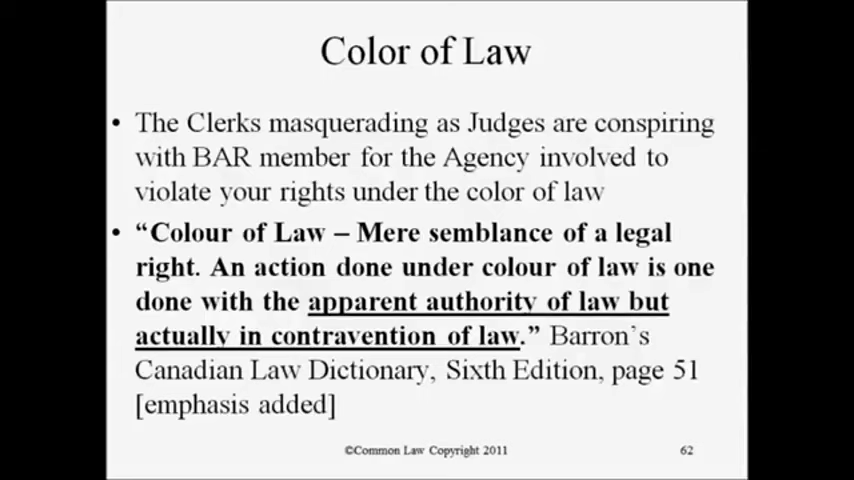 Color of Law
• The Clerks masquerading as Judges are conspiring
with BAR member for the Agency involved to
violate your rights under the color of law
• “Colour of Law – Mere semblance of a legal
right. An action done under colour of law is one
done with the apparent authority of law but
actually in contravention of law.” Barron’s
Canadian Law Dictionary, Sixth Edition, page 51
[emphasis added]
©Common Law Copyright 2011
62